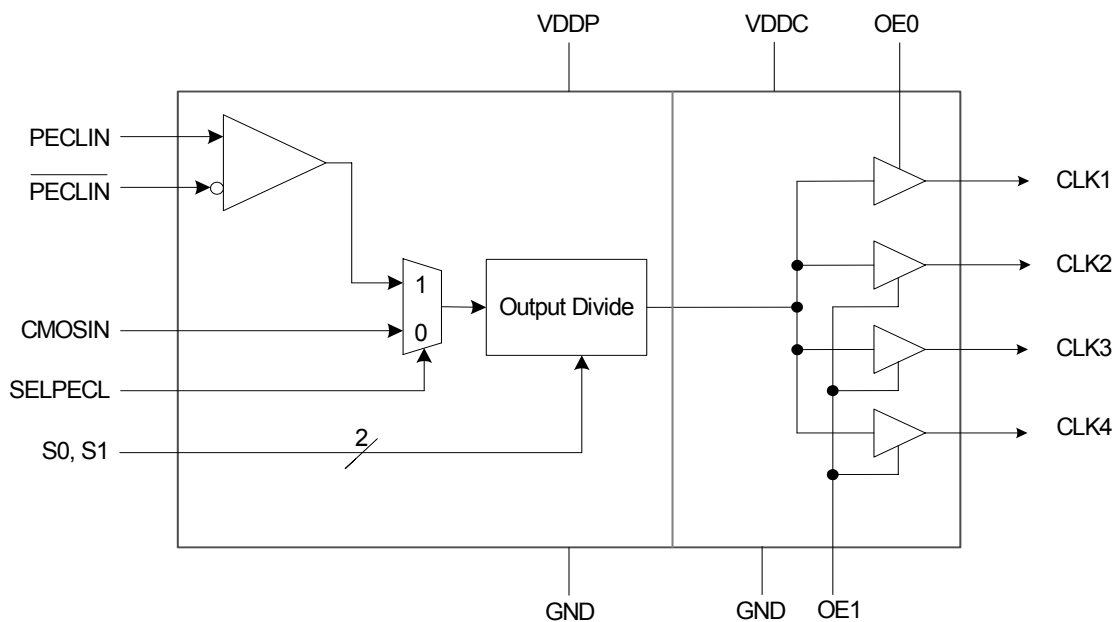 VDDP
VDDC
OE0
PECLIN
PECLIN
CLK1
CLK2
1
Output Divide
CMOSIN
0
CLK3
SELPECL
CLK4
2
S0, S1
GND
GND
OE1